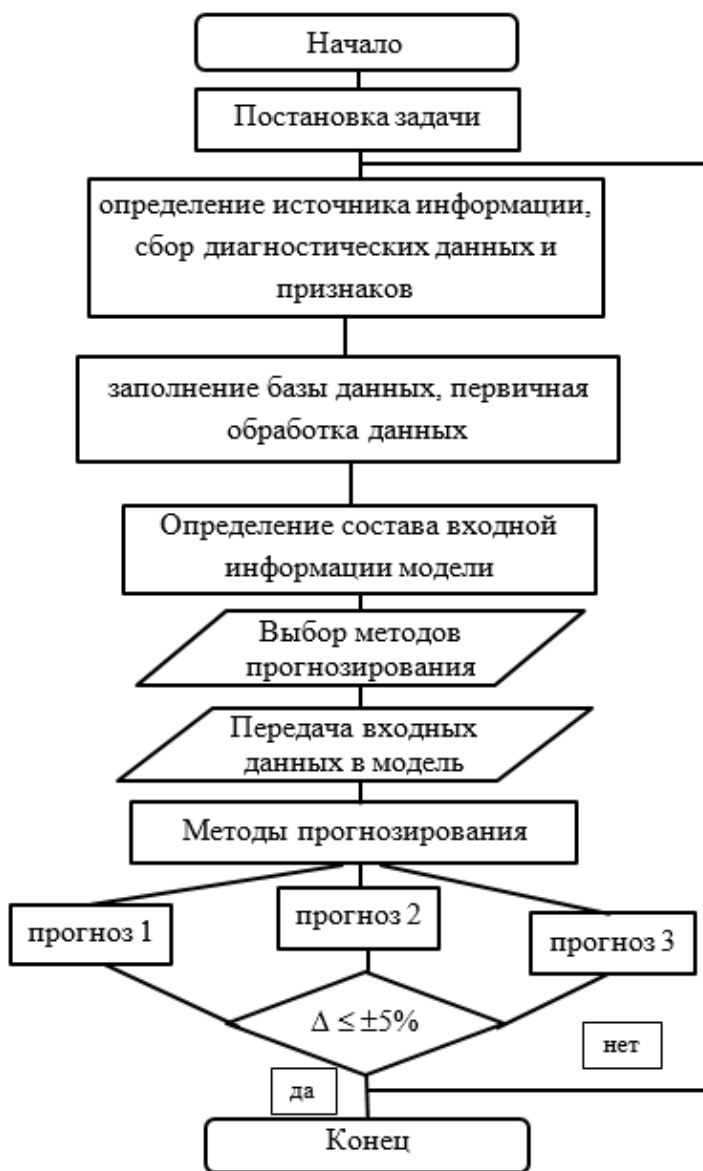 Начало
Постановка задачи
определение источника информации,
сбор диагностических данных и
признаков
заполнение базы данных, первичная
обработка данных
Определение состава входной
информации модели
Выбор методов
прогнозирования
Передача входных
данных в модель
Методы прогнозирования
прогноз 1
прогноз 2
прогноз 3
Δ ≤ ±5%
нет
да
Конец